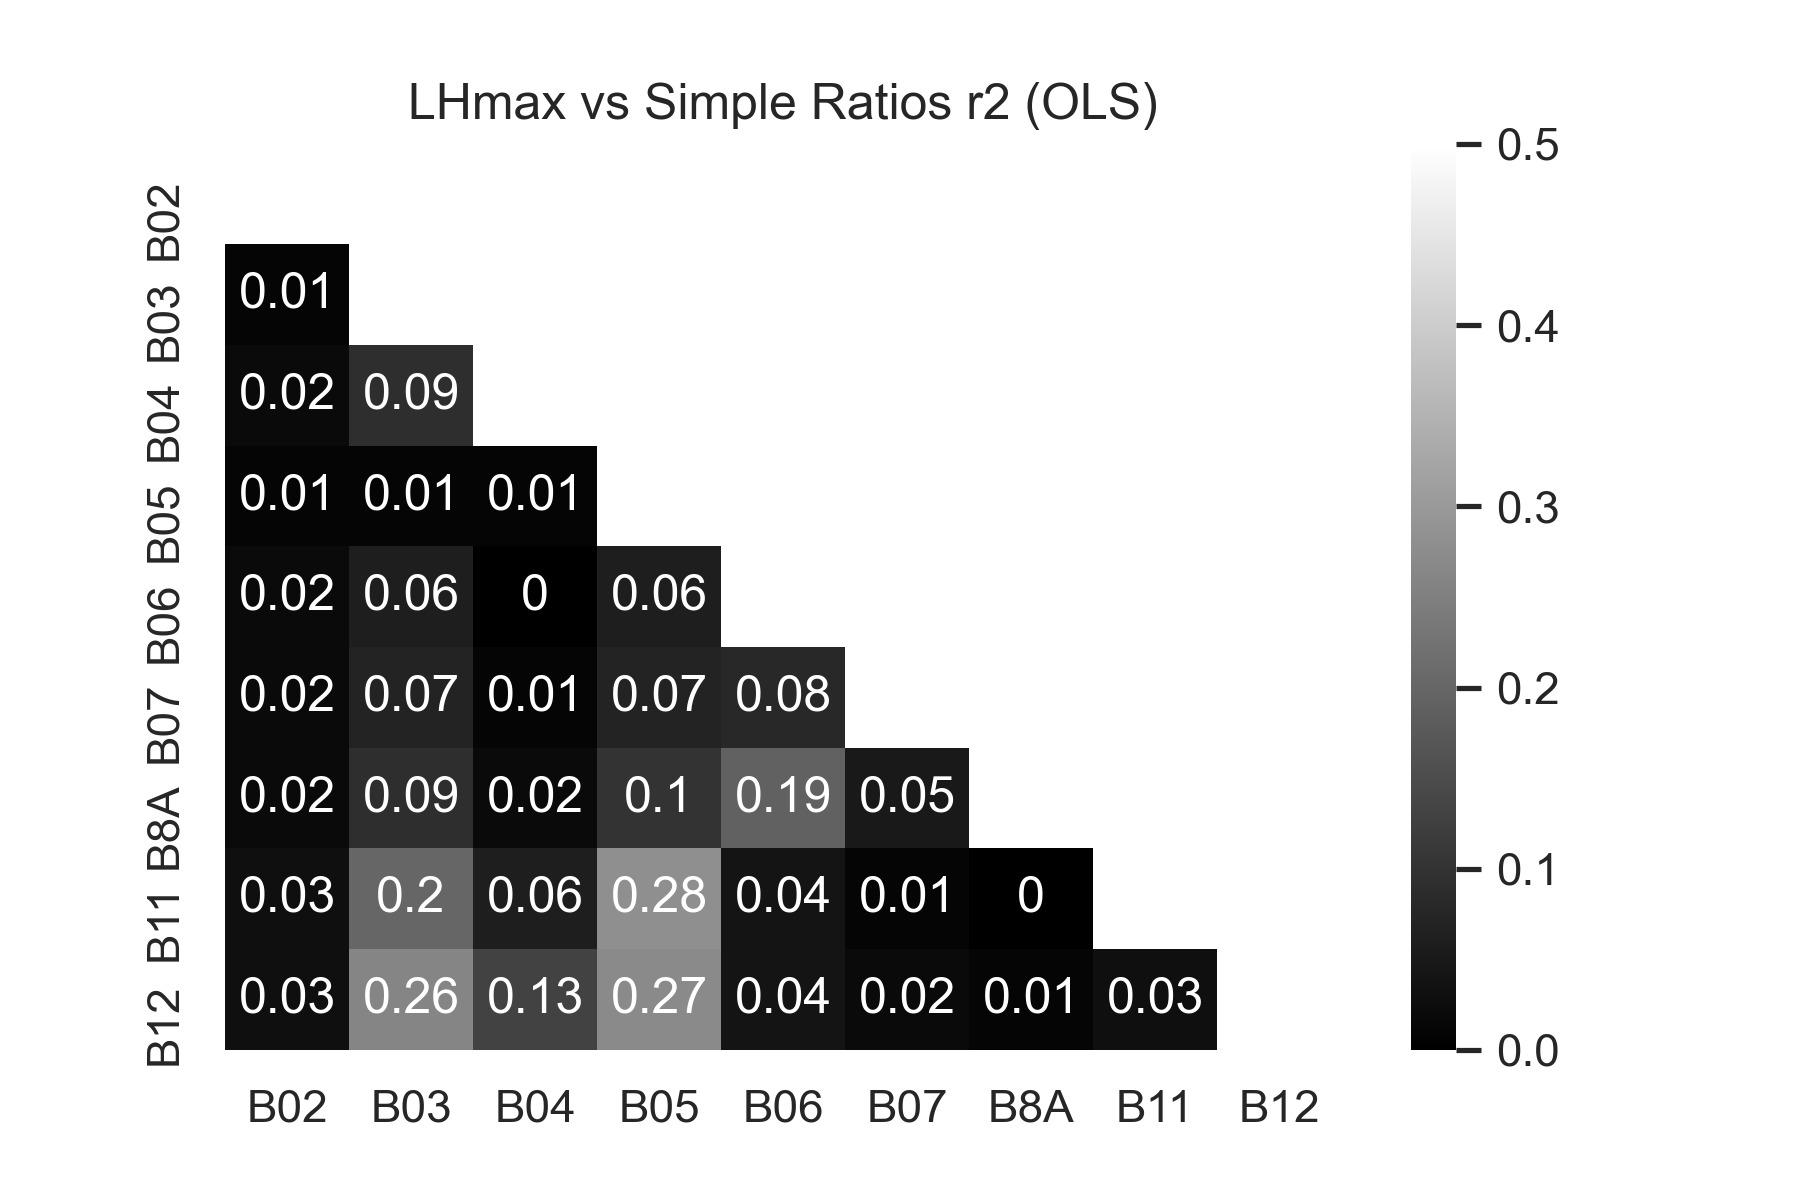 LHmax vs Simple Ratios r2 (OLS)
0.5
B02
B03 0.01
0.4
B04 0.02 0.09
B05 0.01 0.01 0.01
0.3
B06 0.02 0.06 0 0.06
B07 0.02 0.07 0.01 0.07 0.08
0.2
B8A 0.02 0.09 0.02 0.1 0.19 0.05
0.1
B11 0.03 0.2 0.06 0.28 0.04 0.01 0
B12 0.03 0.26 0.13 0.27 0.04 0.02 0.01 0.03
0.0
B02 B03 B04 B05 B06 B07 B8A B11 B12